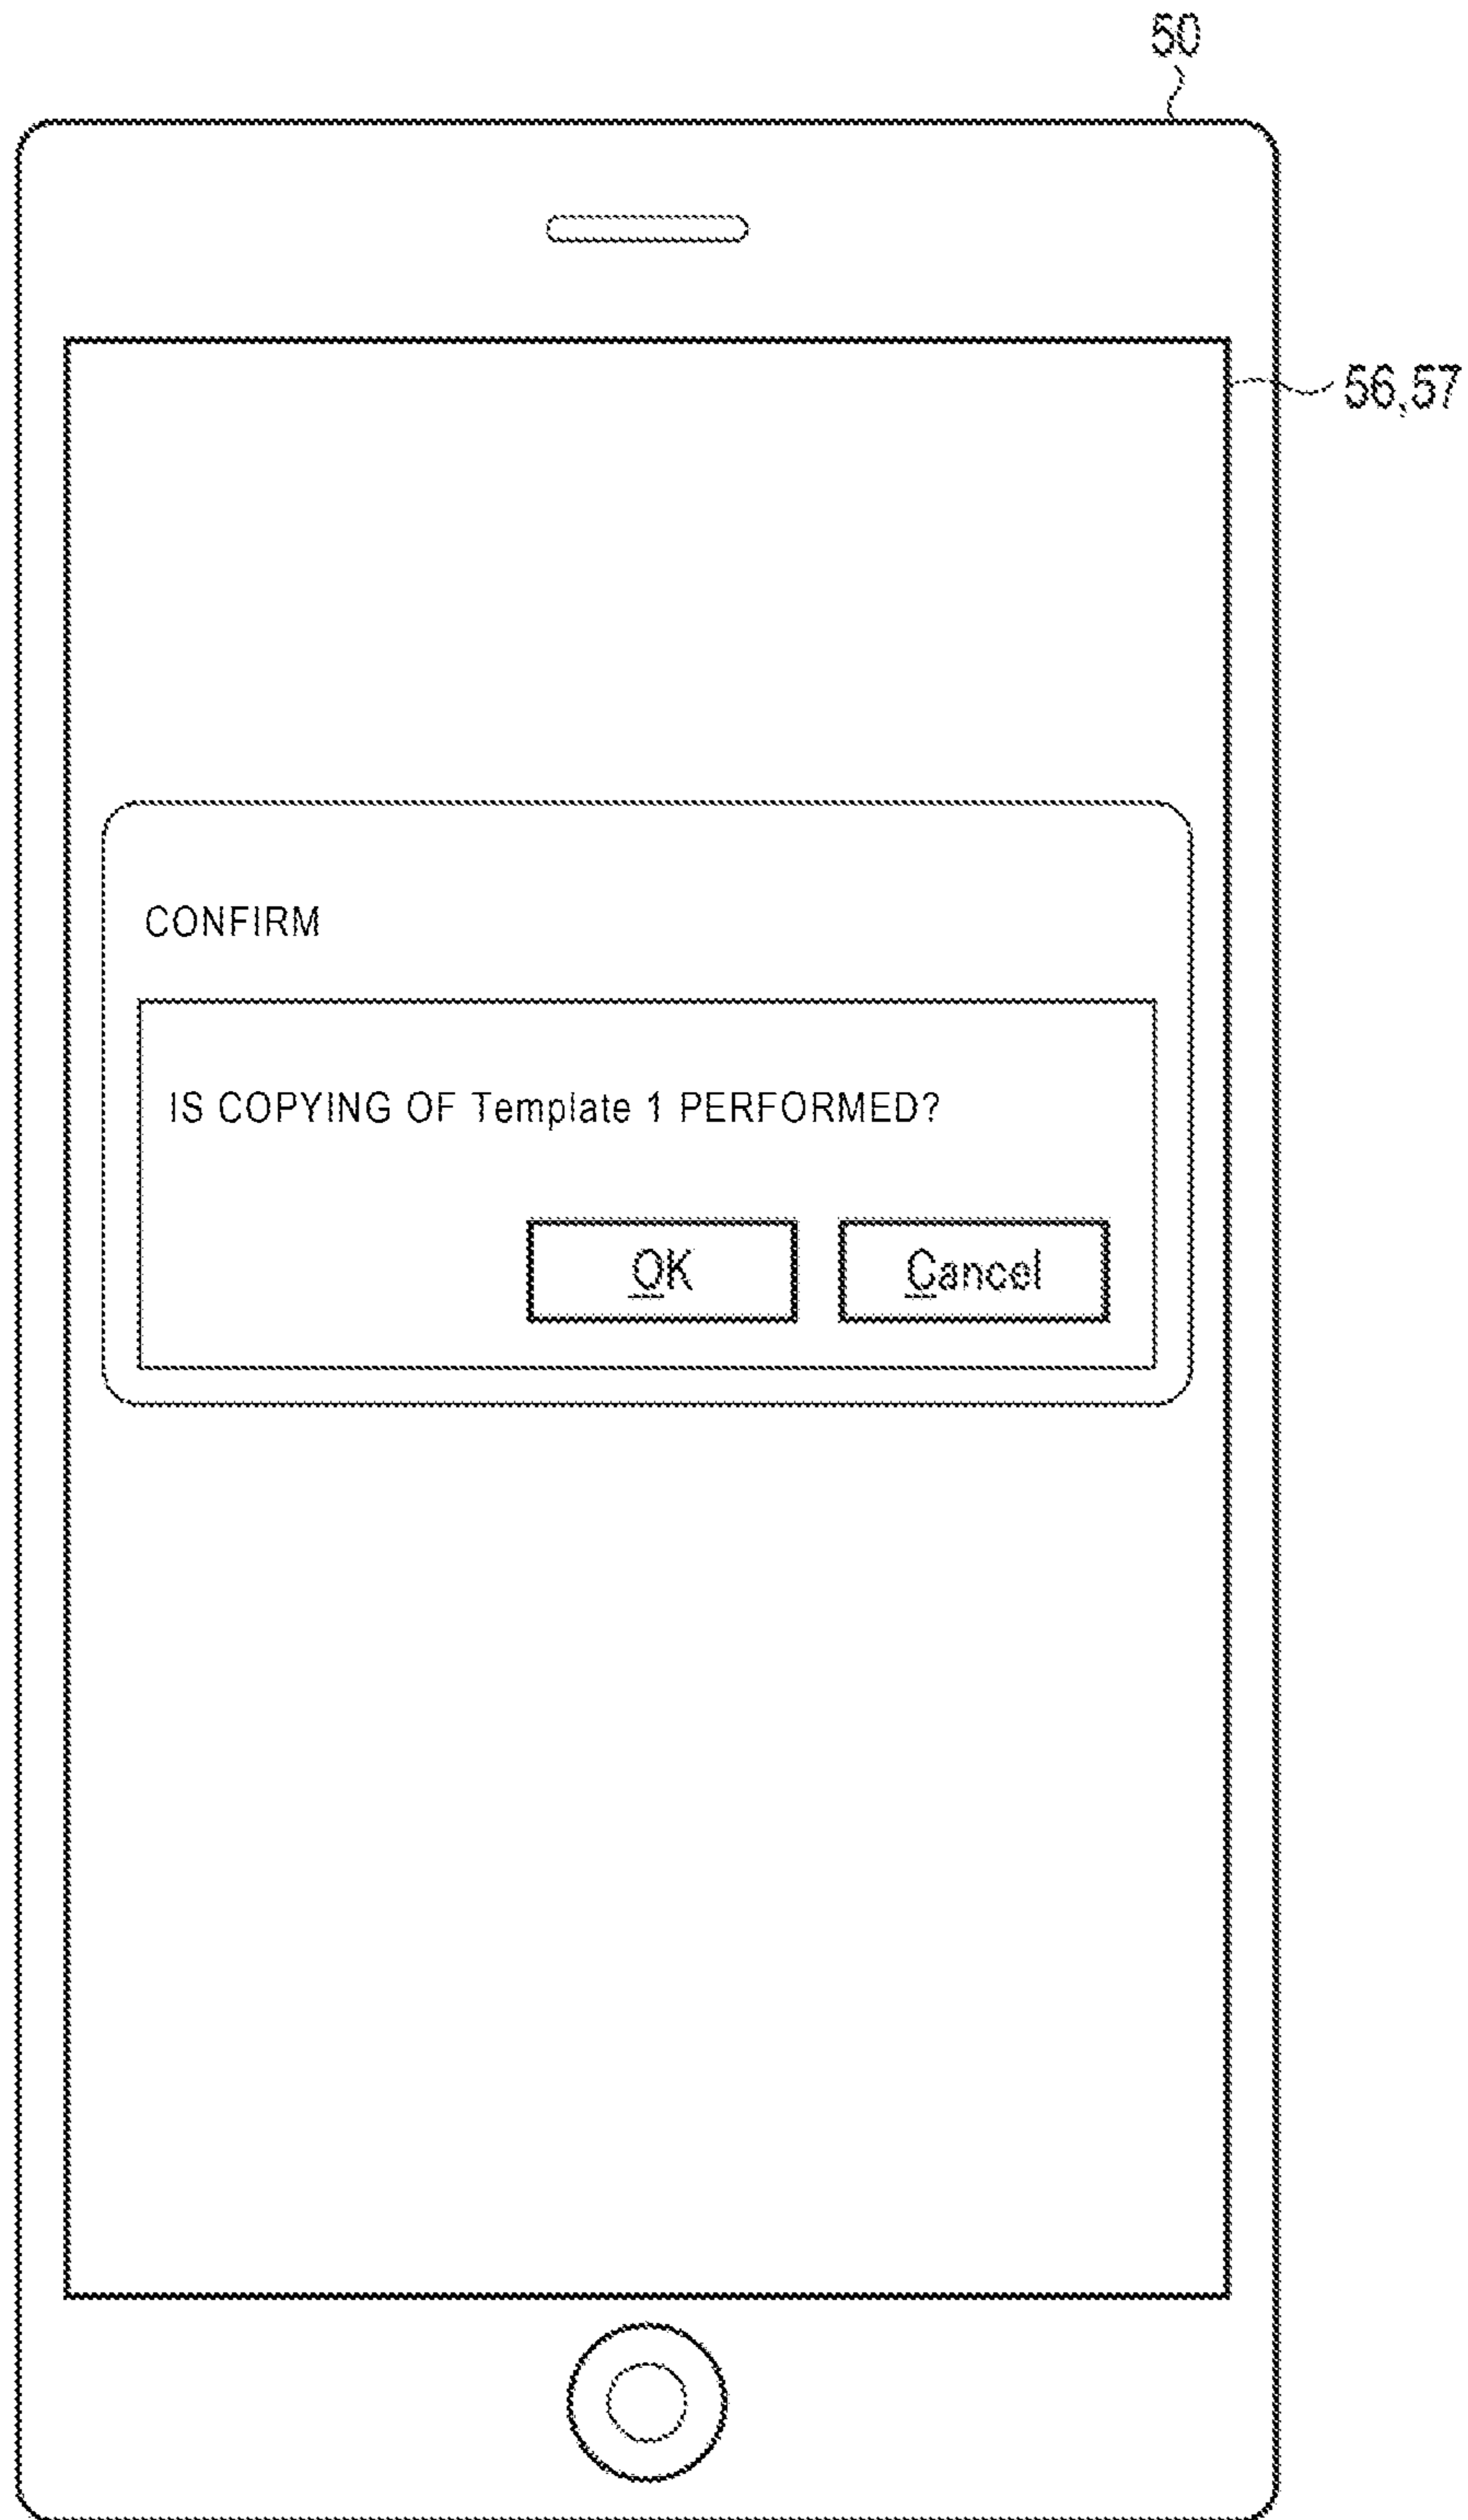 50
56,57
CONFIRM
IS COPYING OF Template 1 PERFORMED?
OK
Cancel